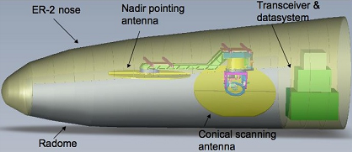 ER-2 nose
Nadir pointing
antenna
Transceiver &
datasystem
Radome
Conical scanning
antenna